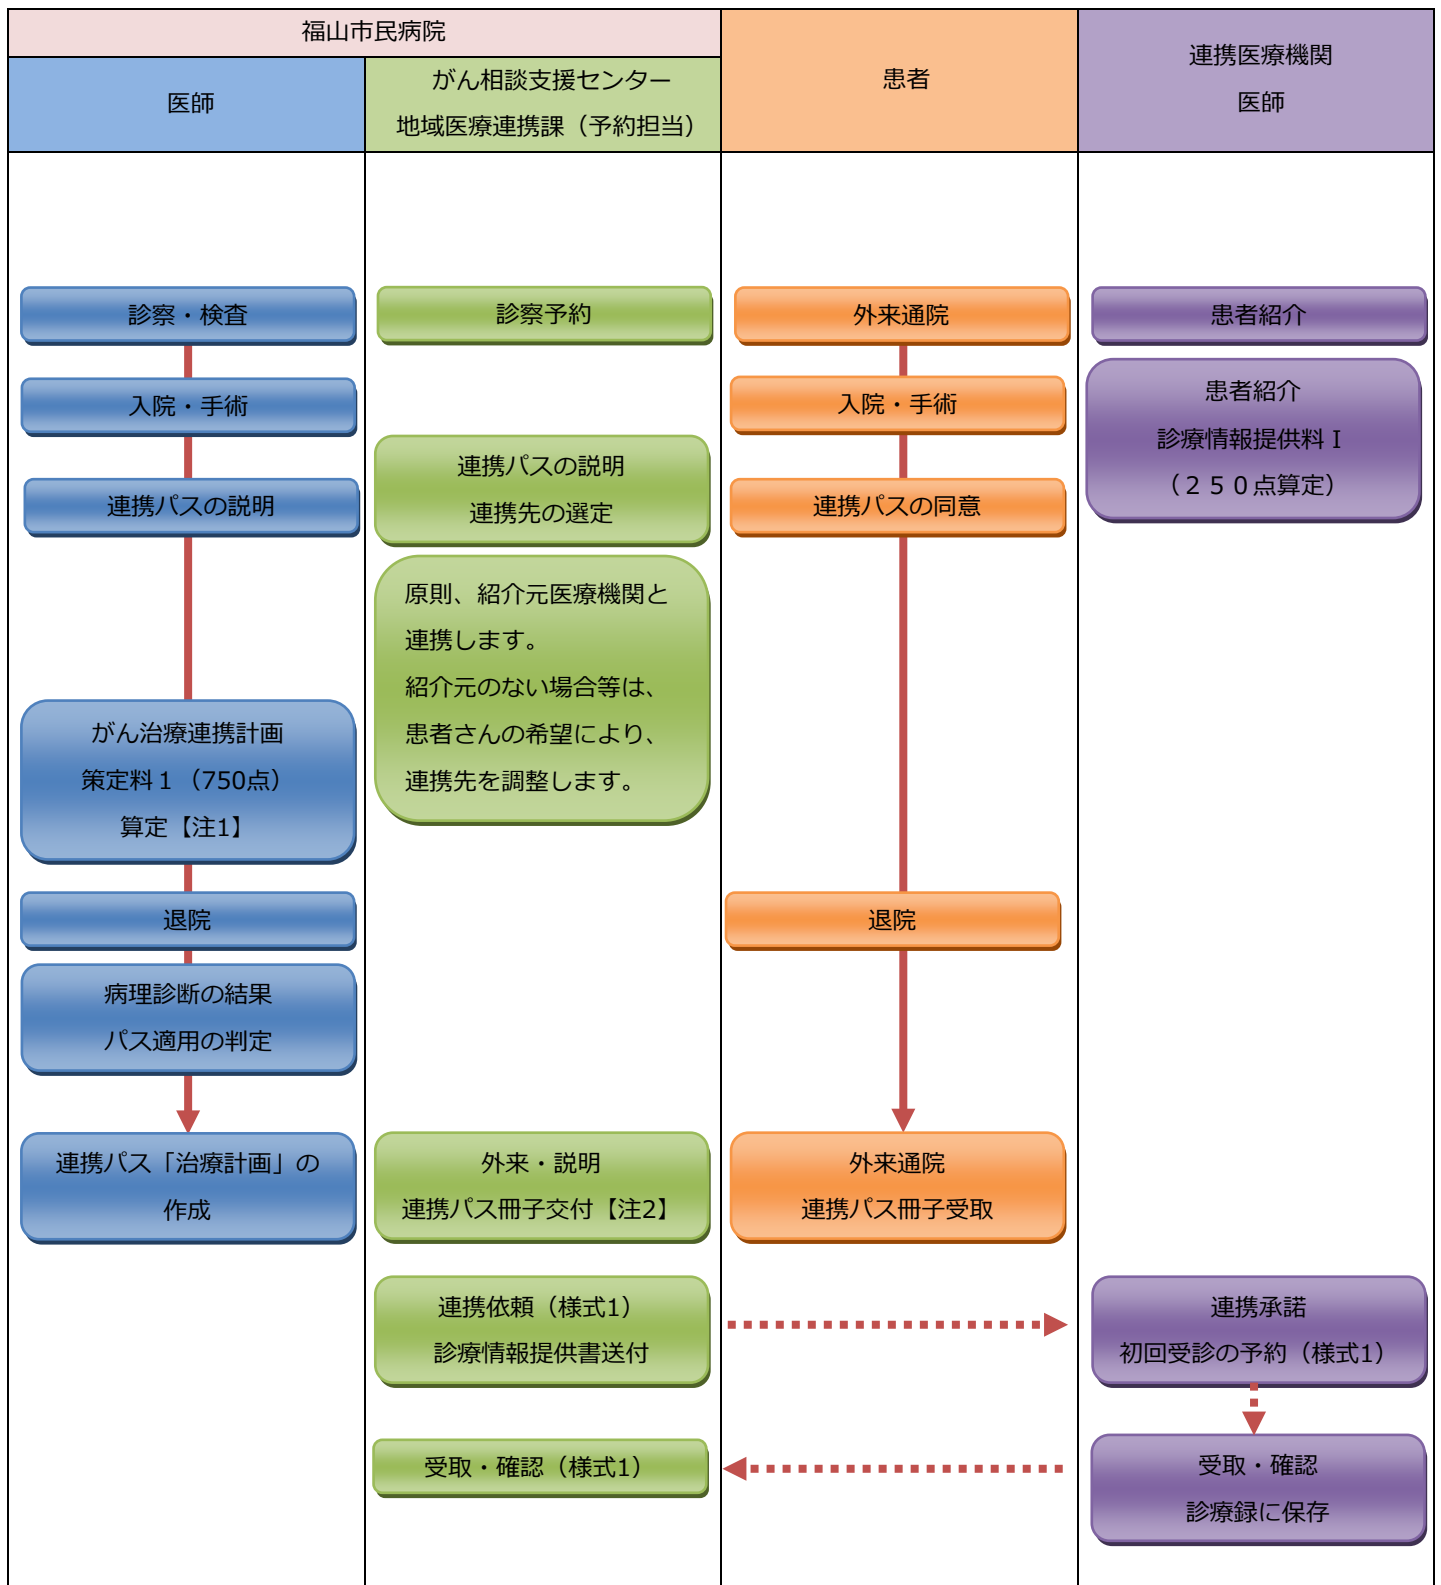 福山市民病院
医師
がん相談支援センター
地域医療連携課（予約担当）
患者
連携医療機関
医師
診察・検査
診察予約
外来通院
患者紹介
入院・手術
入院・手術
患者紹介
診療情報提供料Ⅰ
（２５０点算定）
連携パスの説明
連携パスの説明
連携先の選定
連携パスの同意
原則、紹介元医療機関と
連携します。
紹介元のない場合等は、
患者さんの希望により、
連携先を調整します。
がん治療連携計画
策定料１（750点）
算定【注1】
退院
退院
病理診断の結果
パス適用の判定
連携パス「治療計画」の
作成
外来・説明
連携パス冊子交付【注2】
外来通院
連携パス冊子受取
連携依頼（様式1）
診療情報提供書送付
連携承諾
初回受診の予約（様式1）
受取・確認（様式1）
受取・確認
診療録に保存